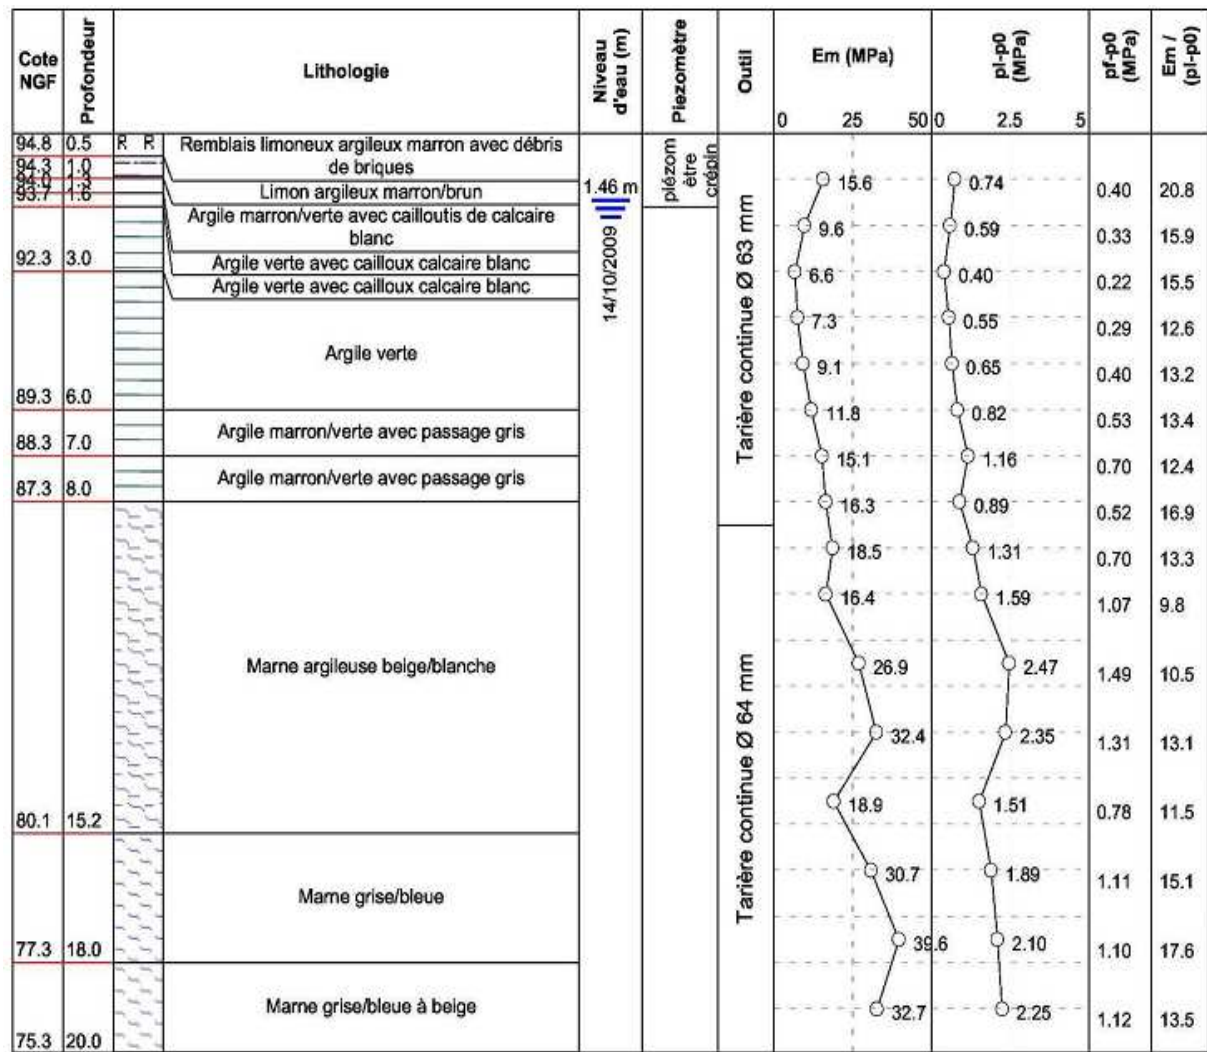 Cote NGF
Profondeur
Lithologie
Niveau d'eau (m)
Piezomètre
Outil
Em (MPa)
0 25 50
pl-p0 (MPa)
0 2.5 5
pf-p0 (MPa)
Em / (pl-p0)
94.8 0.5 R R Remblais limoneux argileux marron avec débris
de briques
94.3 1.0
Limon argileux marron/brun
94.0 1.3
93.7 1.6
Argile marron/verte avec cailloutis de calcaire
blanc
92.3 3.0
Argile verte avec cailloux calcaire blanc
Argile verte avec cailloux calcaire blanc
Argile verte
89.3 6.0
Argile marron/verte avec passage gris
88.3 7.0
Argile marron/verte avec passage gris
87.3 8.0
Marne argileuse beige/blanche
80.1 15.2
Marne grise/bleue
77.3 18.0
Marne grise/bleue à beige
75.3 20.0
1.46 m
14/10/2009
plézom
être
crépin
Tarière continue Ø 63 mm
Tarière continue Ø 64 mm
15.6 0.74 0.40 20.8
9.6 0.59 0.33 15.9
6.6 0.40 0.22 15.5
7.3 0.55 0.29 12.6
9.1 0.65 0.40 13.2
11.8 0.82 0.53 13.4
15.1 1.16 0.70 12.4
16.3 0.89 0.52 16.9
18.5 1.31 0.70 13.3
16.4 1.59 1.07 9.8
26.9 2.47 1.49 10.5
32.4 2.35 1.31 13.1
18.9 1.51 0.78 11.5
30.7 1.89 1.11 15.1
39.6 2.10 1.10 17.6
32.7 2.25 1.12 13.5